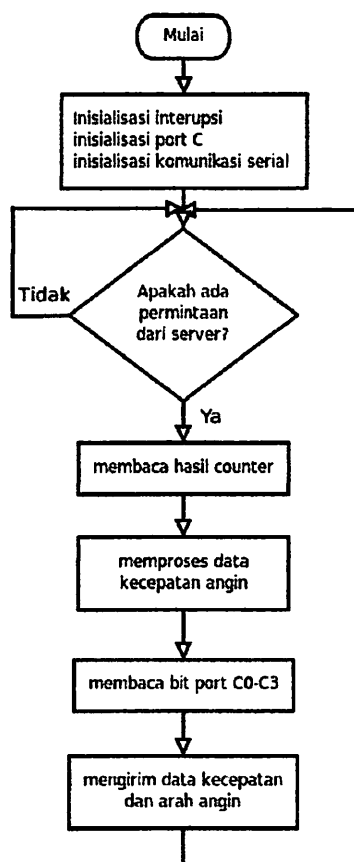 Mulai
Inisialisasi interupsi
inisialisasi port C
inisialisasi komunikasi serial
Tidak
Apakah ada
permintaan
dari server?
Ya
membaca hasil counter
memproses data
kecepatan angin
membaca bit port C0-C3
mengirim data kecepatan
dan arah angin